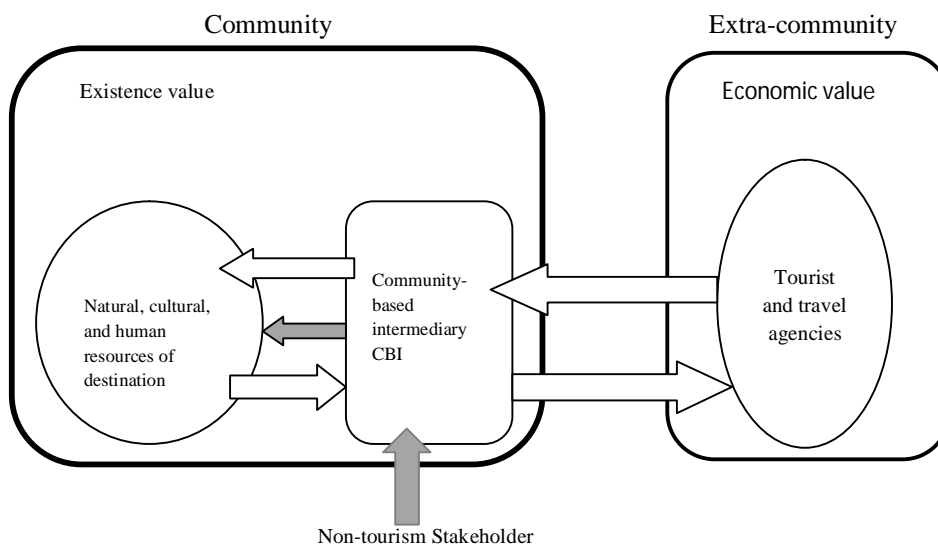 Community
Extra-community
Existence value
Economic value
Natural, cultural,
and human
resources of
destination
Community-
based
intermediary
CBI
Tourist
and travel
agencies
Non-tourism Stakeholder